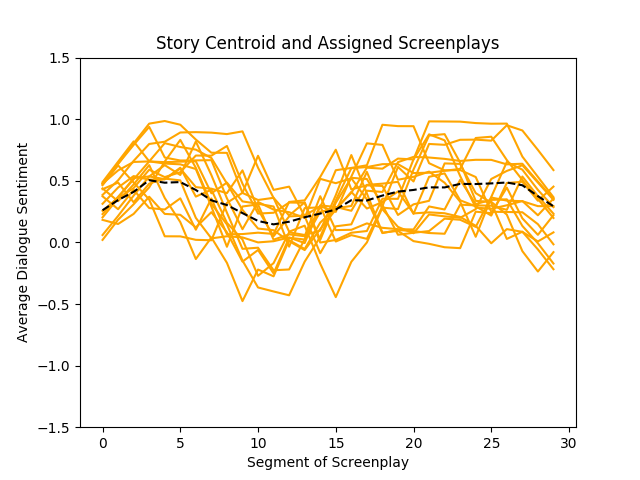 Story Centroid and Assigned Screenplays
1.5
1.0
0.5
0.0
−0.5
−1.0
−1.5
Average Dialogue Sentiment
0 5 10 15 20 25 30
Segment of Screenplay